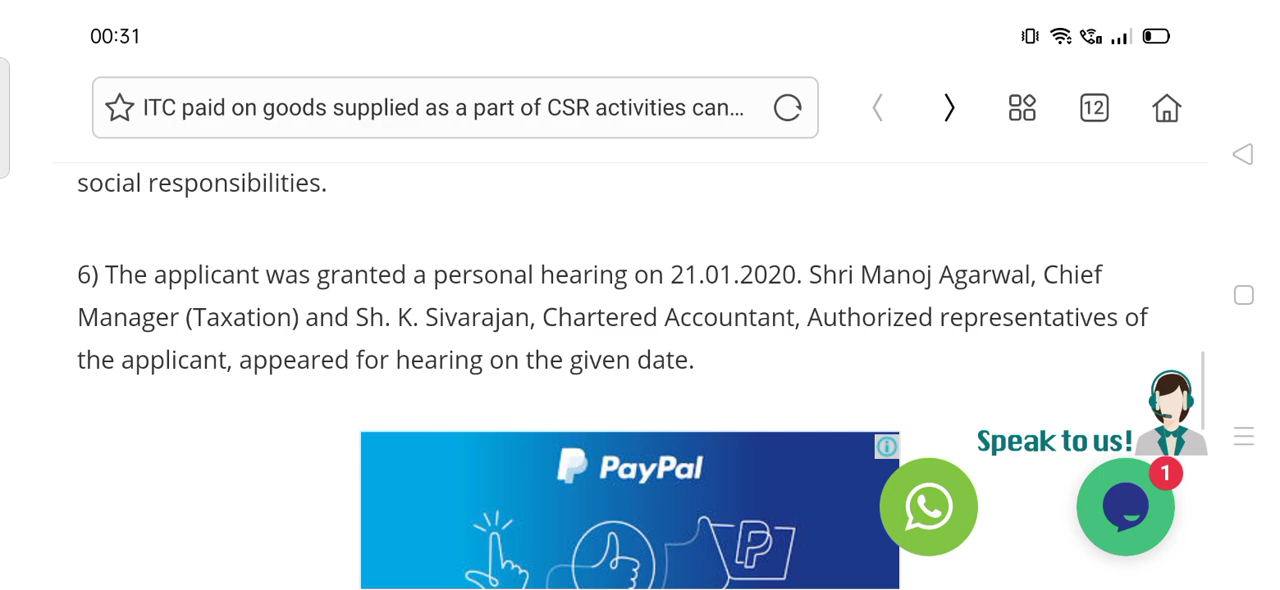 00:31
ITC paid on goods supplied as a part of CSR activities can...
12
social responsibilities.
6) The applicant was granted a personal hearing on 21.01.2020. Shri Manoj Agarwal, Chief
Manager (Taxation) and Sh. K. Sivarajan, Chartered Accountant, Authorized representatives of
the applicant, appeared for hearing on the given date.
Speak to us!
PayPal
1